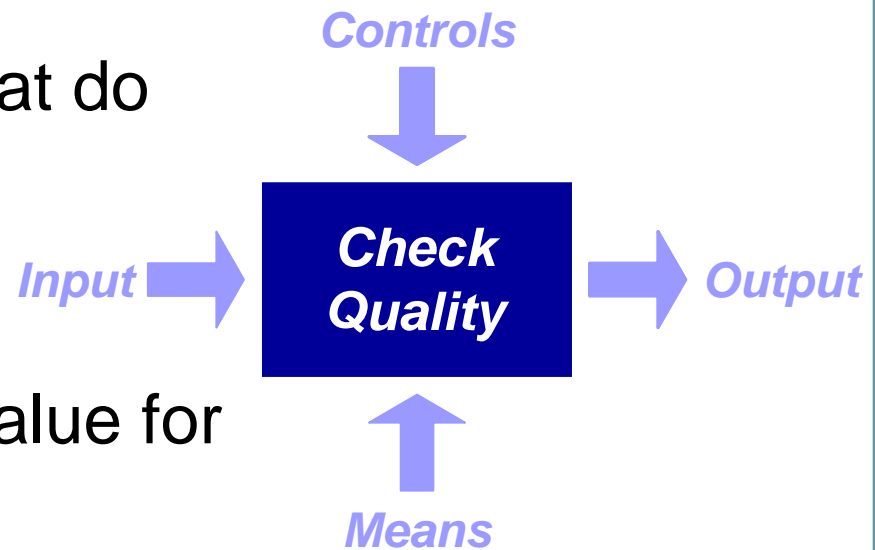 Controls
at do
Check
Input
Quality
Output
alue for
Means